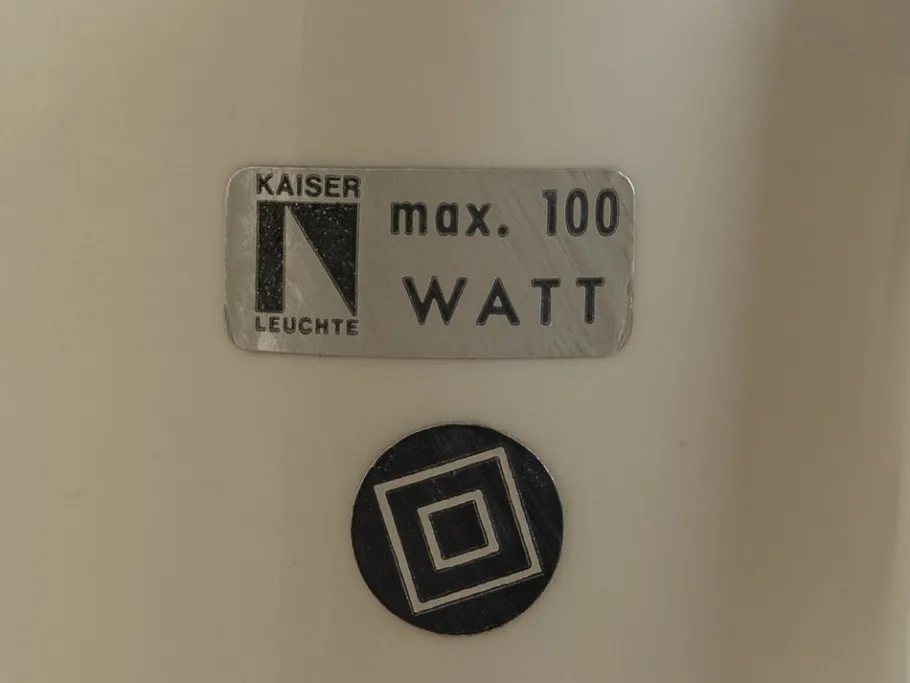 KAISER
LEUCHTE
max. 100
WATT